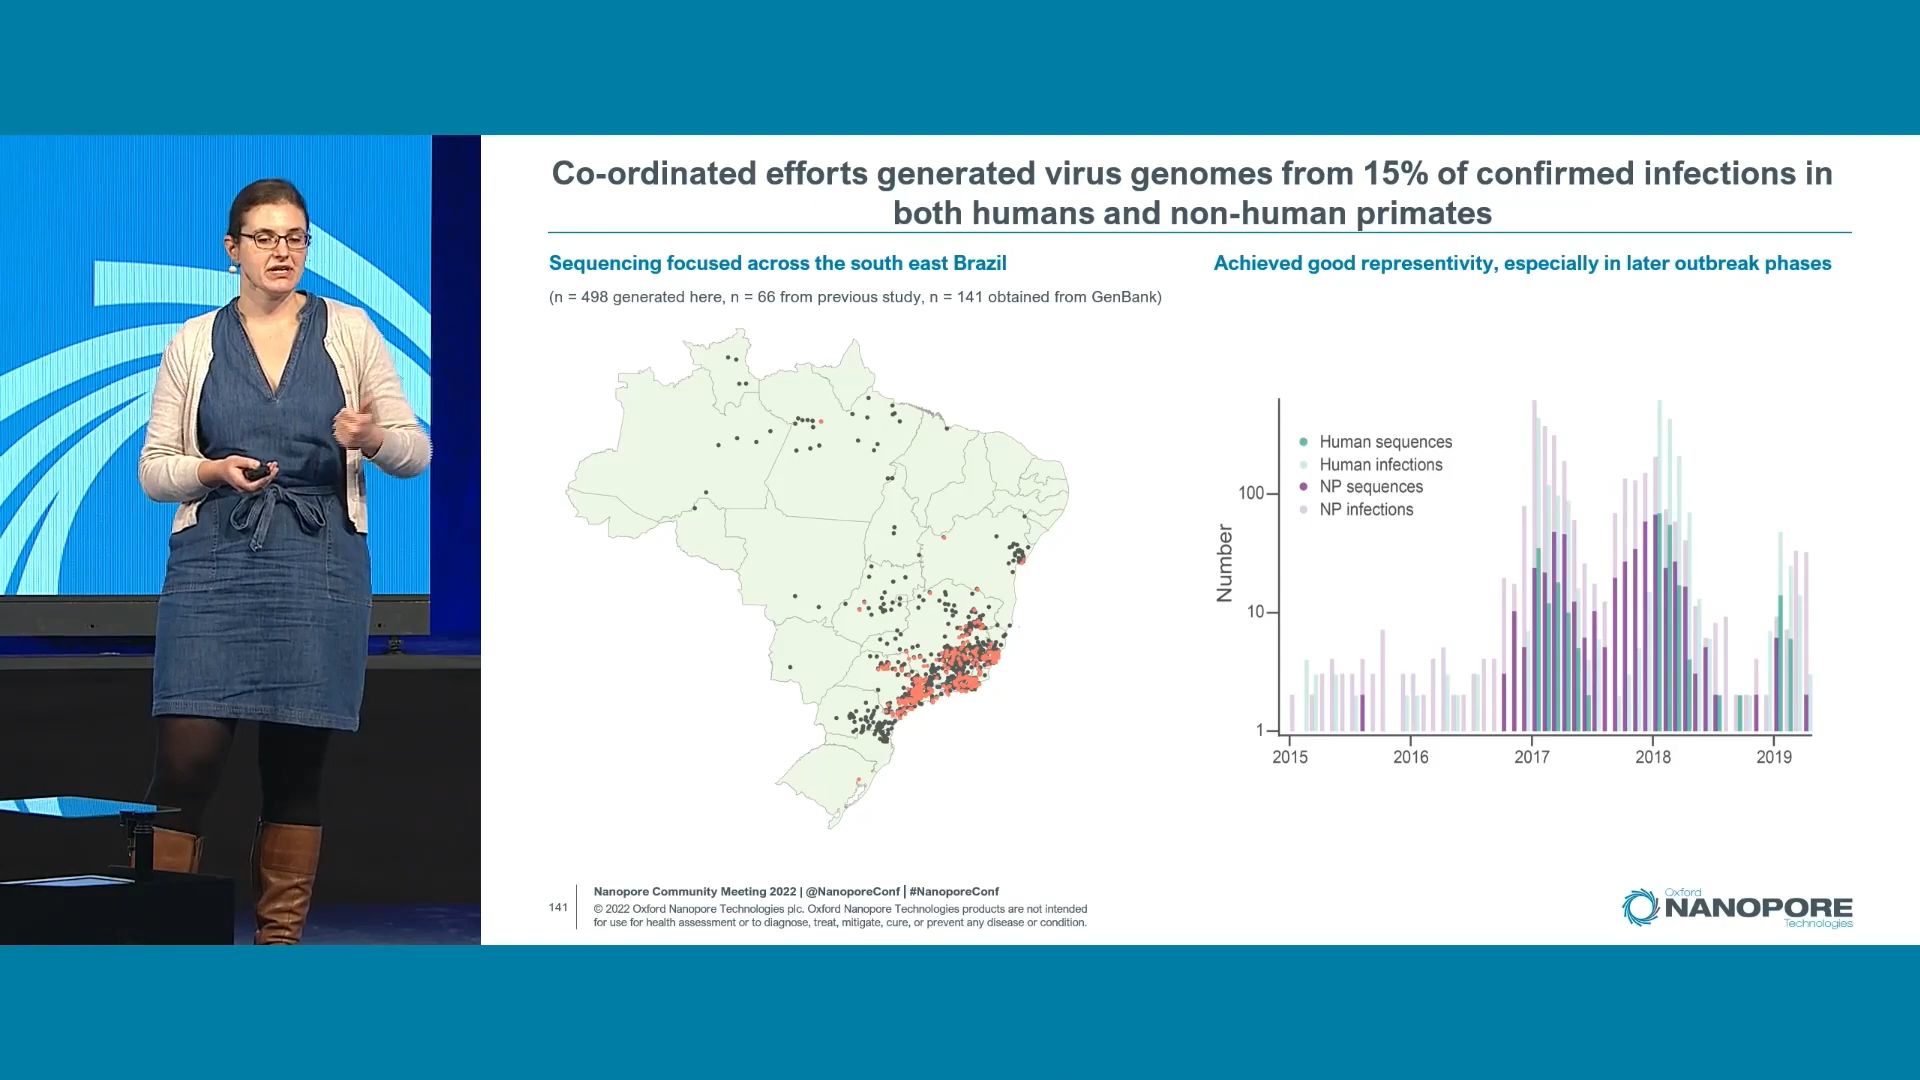 Co-ordinated efforts generated virus genomes from 15% of confirmed infections in
both humans and non-human primates
Sequencing focused across the south east Brazil
(n = 498 generated here, n = 66 from previous study, n = 141 obtained from GenBank)
Achieved good representivity, especially in later outbreak phases
Human sequences
Human infections
NP sequences
NP infections
Number
100
10
1
2015
2016
2017
2018
2019
141
Nanopore Community Meeting 2022 | @NanoporeConf | #NanoporeConf
© 2022 Oxford Nanopore Technologies plc. Oxford Nanopore Technologies products are not intended
for use for health assessment or to diagnose, treat, mitigate, cure, or prevent any disease or condition.
Oxford
NANOPORE
Technologies